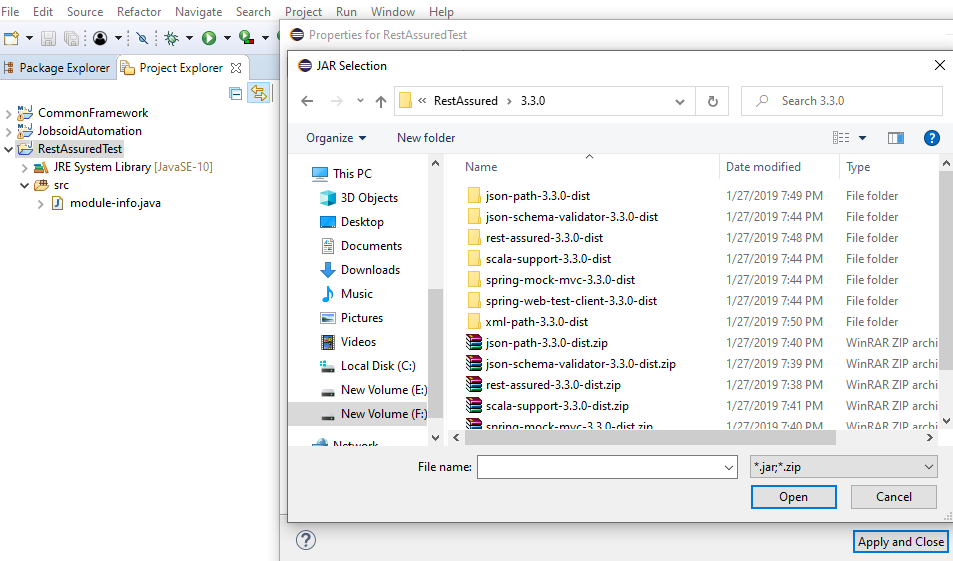 File Edit Source Refactor Navigate Search Project Run Window Help
Package Explorer Project Explorer
CommonFramework
JobsoidAutomation
RestAssuredTest
JRE System Library [JavaSE-10]
src
module-info.java
Properties for RestAssuredTest
JAR Selection
« RestAssured › 3.3.0
Search 3.3.0
Organize New folder
This PC
3D Objects
Desktop
Documents
Downloads
Music
Pictures
Videos
Local Disk (C:)
New Volume (E:)
New Volume (F:)
Network
Name Date modified Type
json-path-3.3.0-dist 1/27/2019 7:49 PM File folder
json-schema-validator-3.3.0-dist 1/27/2019 7:44 PM File folder
rest-assured-3.3.0-dist 1/27/2019 7:48 PM File folder
scala-support-3.3.0-dist 1/27/2019 7:44 PM File folder
spring-mock-mvc-3.3.0-dist 1/27/2019 7:44 PM File folder
spring-web-test-client-3.3.0-dist 1/27/2019 7:44 PM File folder
xml-path-3.3.0-dist 1/27/2019 7:50 PM File folder
json-path-3.3.0-dist.zip 1/27/2019 7:40 PM WinRAR ZIP archi
json-schema-validator-3.3.0-dist.zip 1/27/2019 7:39 PM WinRAR ZIP archi
rest-assured-3.3.0-dist.zip 1/27/2019 7:38 PM WinRAR ZIP archi
scala-support-3.3.0-dist.zip 1/27/2019 7:41 PM WinRAR ZIP archi
spring-mock-mvc-3.3.0-dist.zip 1/27/2019 7:40 PM WinRAR ZIP archi
File name: *.jar;*.zip
Open Cancel
Apply and Close